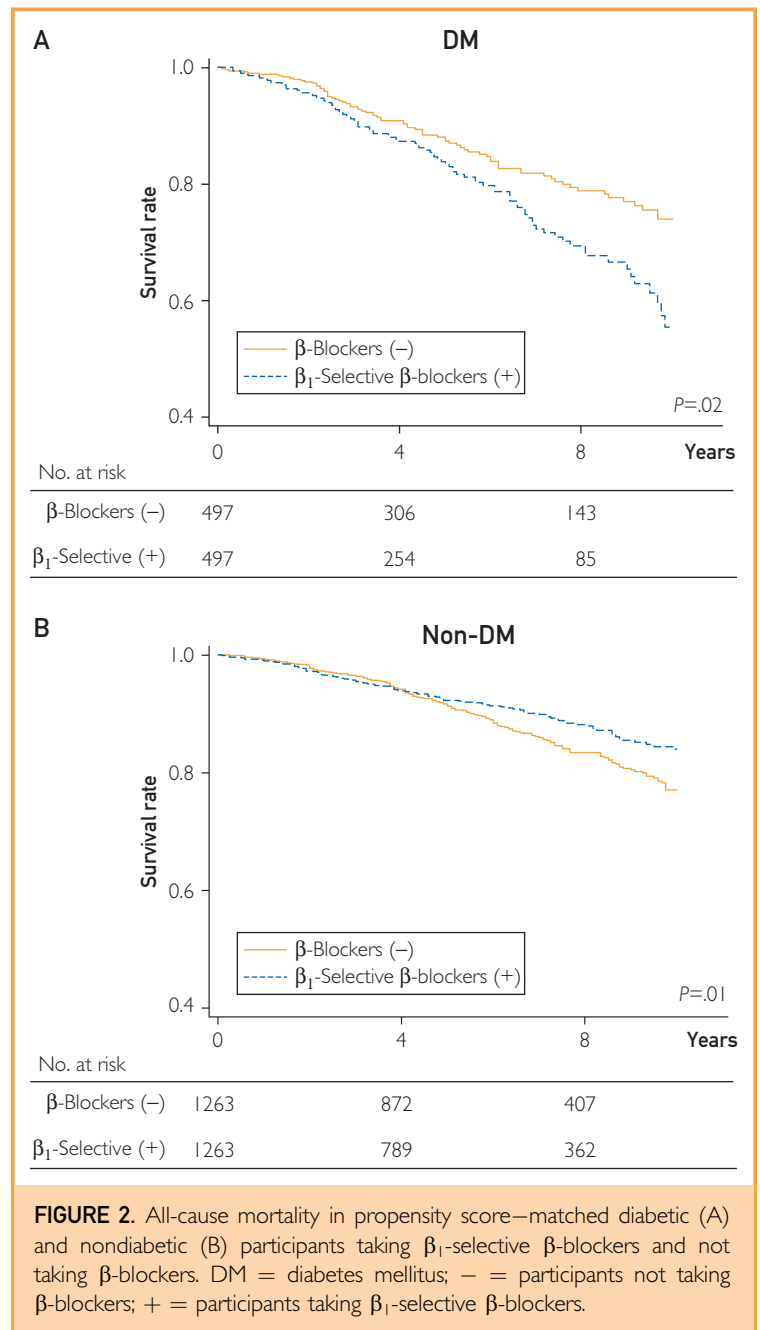 A
DM
1.0
0.8
0.6
0.4
Survival rate
β-Blockers (−)
β₁-Selective β-blockers (+)
P=.02
0 4 8 Years
No. at risk
β-Blockers (−) 497 306 143
β₁-Selective (+) 497 254 85
B
Non-DM
1.0
0.8
0.6
0.4
Survival rate
β-Blockers (−)
β₁-Selective β-blockers (+)
P=.01
0 4 8 Years
No. at risk
β-Blockers (−) 1263 872 407
β₁-Selective (+) 1263 789 362
FIGURE 2. All-cause mortality in propensity score–matched diabetic (A)
and nondiabetic (B) participants taking β₁-selective β-blockers and not
taking β-blockers. DM = diabetes mellitus; − = participants not taking
β-blockers; + = participants taking β₁-selective β-blockers.